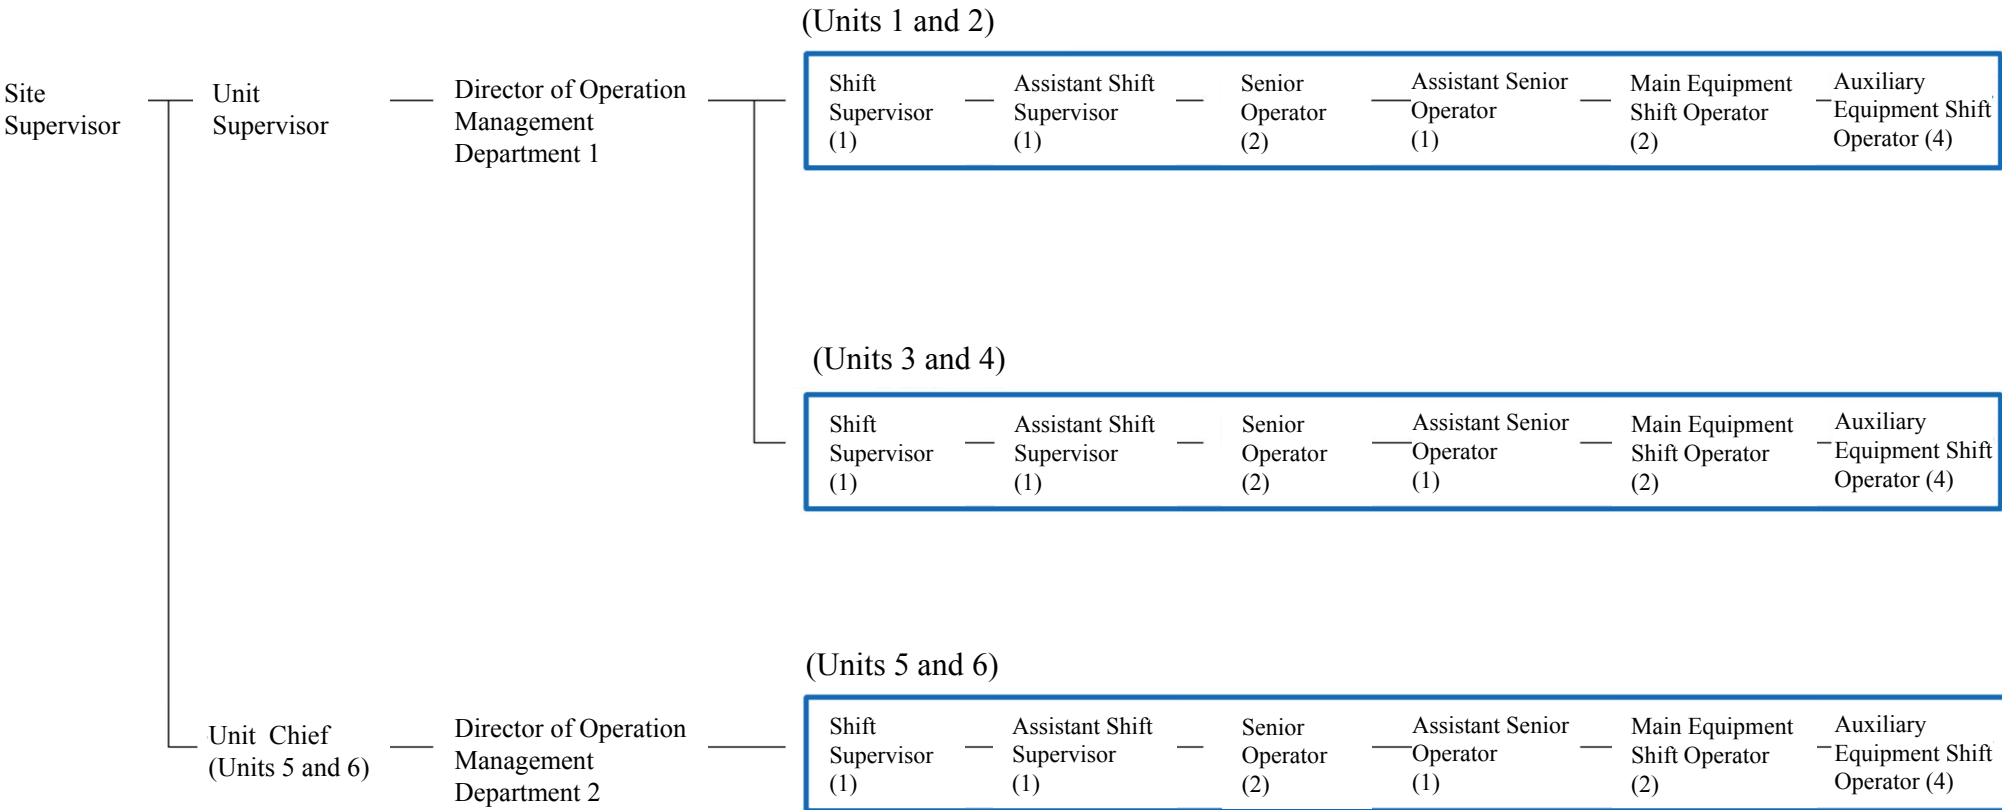 (Units 1 and 2)
Site
Supervisor
Unit
Supervisor
Director of Operation
Management
Department 1
Shift
Supervisor
(1)
Assistant Shift
Supervisor
(1)
Senior
Operator
(2)
Assistant Senior
Operator
(1)
Main Equipment
Shift Operator
(2)
Auxiliary
Equipment Shift
Operator (4)
(Units 3 and 4)
Shift
Supervisor
(1)
Assistant Shift
Supervisor
(1)
Senior
Operator
(2)
Assistant Senior
Operator
(1)
Main Equipment
Shift Operator
(2)
Auxiliary
Equipment Shift
Operator (4)
(Units 5 and 6)
Unit Chief
(Units 5 and 6)
Director of Operation
Management
Department 2
Shift
Supervisor
(1)
Assistant Shift
Supervisor
(1)
Senior
Operator
(2)
Assistant Senior
Operator
(1)
Main Equipment
Shift Operator
(2)
Auxiliary
Equipment Shift
Operator (4)